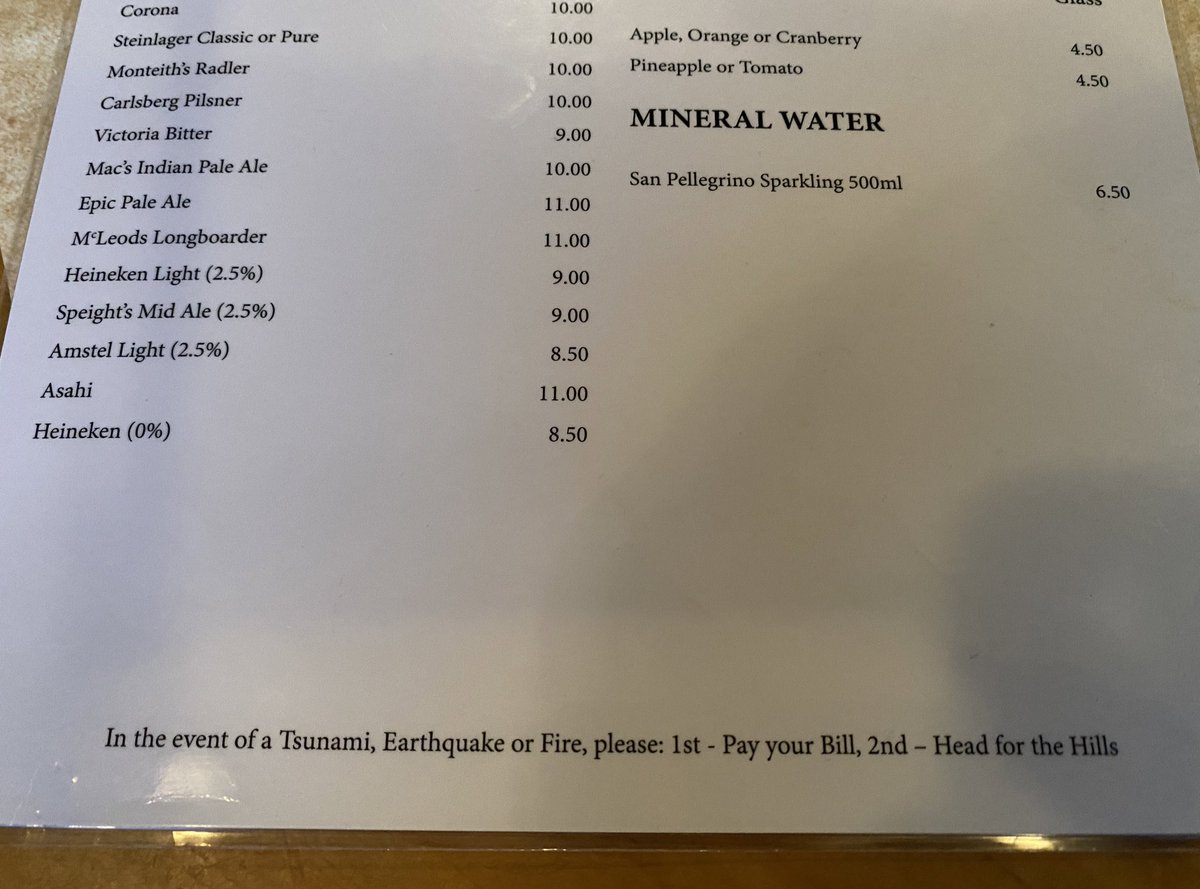 Corona 10.00
Steinlager Classic or Pure 10.00
Monteith's Radler 10.00
Carlsberg Pilsner 10.00
Victoria Bitter 9.00
Mac's Indian Pale Ale 10.00
Epic Pale Ale 11.00
McLeods Longboarder 11.00
Heineken Light (2.5%) 9.00
Speight's Mid Ale (2.5%) 9.00
Amstel Light (2.5%) 8.50
Asahi 11.00
Heineken (0%) 8.50
Glass
Apple, Orange or Cranberry 4.50
Pineapple or Tomato 4.50
MINERAL WATER
San Pellegrino Sparkling 500ml 6.50
In the event of a Tsunami, Earthquake or Fire, please: 1st - Pay your Bill, 2nd – Head for the Hills